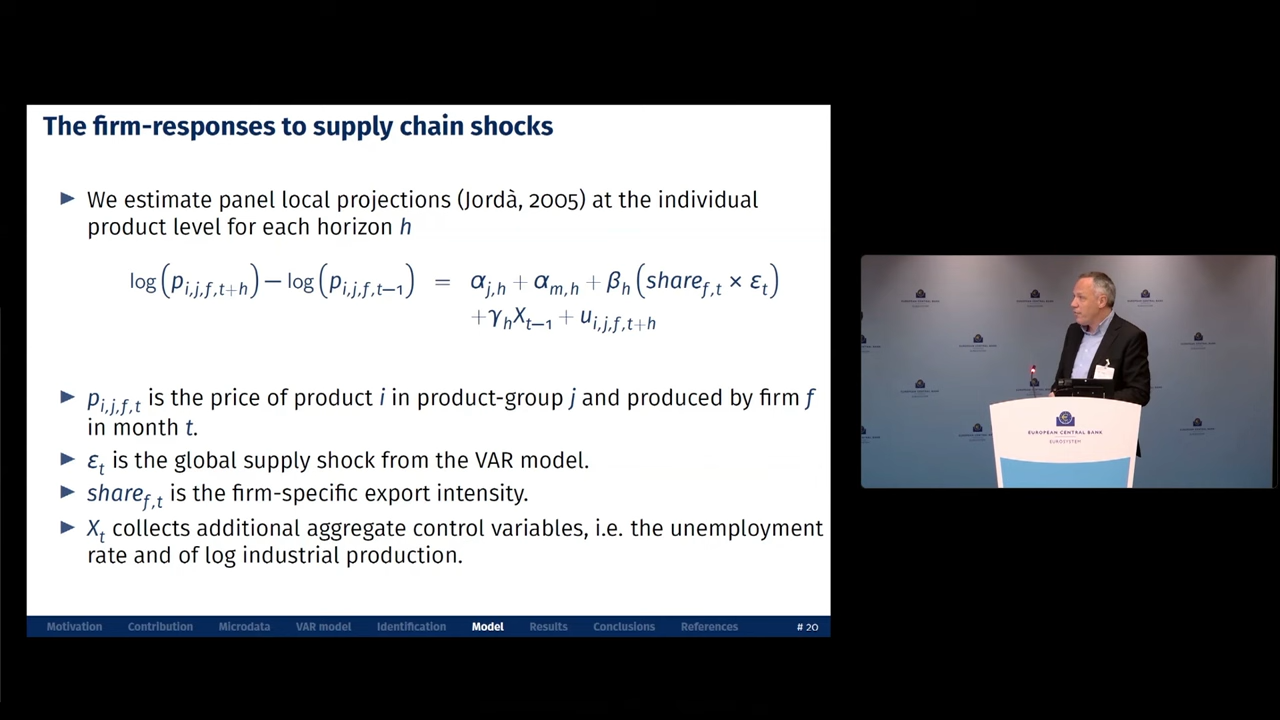 The firm-responses to supply chain shocks
► We estimate panel local projections (Jordà, 2005) at the individual
product level for each horizon h
log(p_{i,j,f,t+h}) − log(p_{i,j,f,t−1}) = α_{j,h} + α_{m,h} + β_h (share_{f,t} × ε_t)
+γ_h X_{t−1} + u_{i,j,f,t+h}
► p_{i,j,f,t} is the price of product i in product-group j and produced by firm f
in month t.
► ε_t is the global supply shock from the VAR model.
► share_{f,t} is the firm-specific export intensity.
► X_t collects additional aggregate control variables, i.e. the unemployment
rate and of log industrial production.
Motivation Contribution Microdata VAR model Identification Model Results Conclusions References # 20
EUROPEAN CENTRAL BANK
EUROSYSTEM